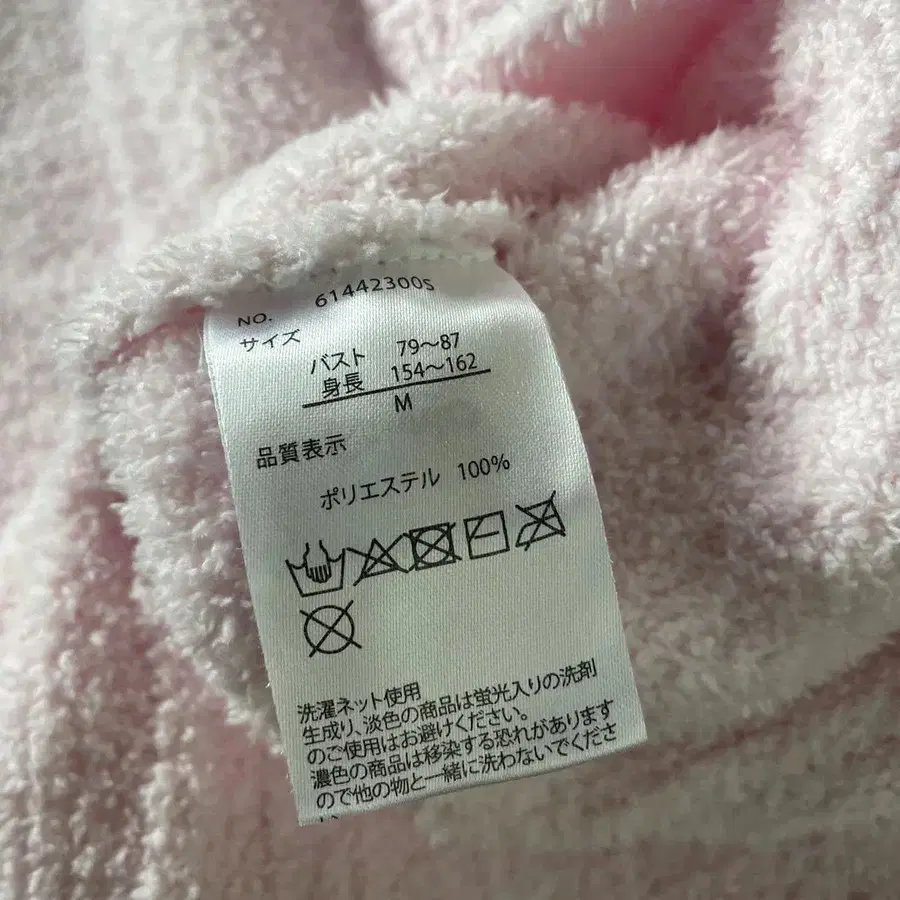 NO. 61442300S
サイズ
バスト 79～87
身長 154～162
M
品質表示
ポリエステル 100%
洗濯ネット使用
生成り、淡色の商品は蛍光入りの洗剤
のご使用はお避けください。
濃色の商品は移染する恐れがあります
ので他の物と一緒に洗わないでくださ